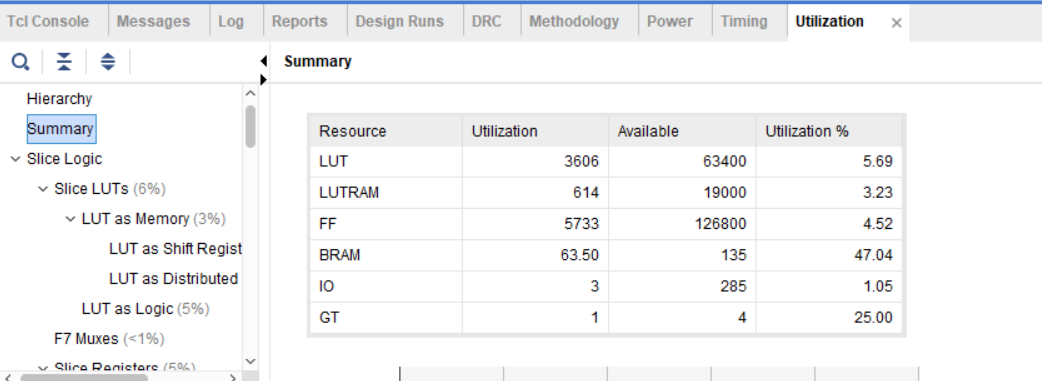 Tcl Console Messages Log Reports Design Runs DRC Methodology Power Timing Utilization ×
Summary
Hierarchy
Summary
Slice Logic
Slice LUTs (6%)
LUT as Memory (3%)
LUT as Shift Regist
LUT as Distributed
LUT as Logic (5%)
F7 Muxes (<1%)
Slice Registers (5%)
Resource Utilization Available Utilization %
LUT 3606 63400 5.69
LUTRAM 614 19000 3.23
FF 5733 126800 4.52
BRAM 63.50 135 47.04
IO 3 285 1.05
GT 1 4 25.00